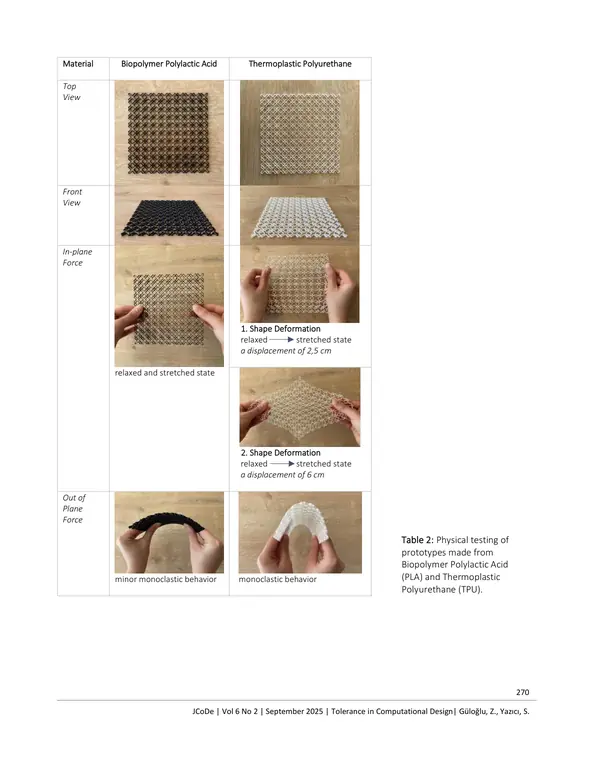 Material Biopolymer Polylactic Acid Thermoplastic Polyurethane
Top
View
Front
View
In-plane
Force
relaxed and stretched state
1. Shape Deformation
relaxed → stretched state
a displacement of 2,5 cm
2. Shape Deformation
relaxed → stretched state
a displacement of 6 cm
Out of
Plane
Force
minor monoclastic behavior
monoclastic behavior
Table 2: Physical testing of
prototypes made from
Biopolymer Polylactic Acid
(PLA) and Thermoplastic
Polyurethane (TPU).
270
JCoDe | Vol 6 No 2 | September 2025 | Tolerance in Computational Design| Güloğlu, Z., Yazıcı, S.